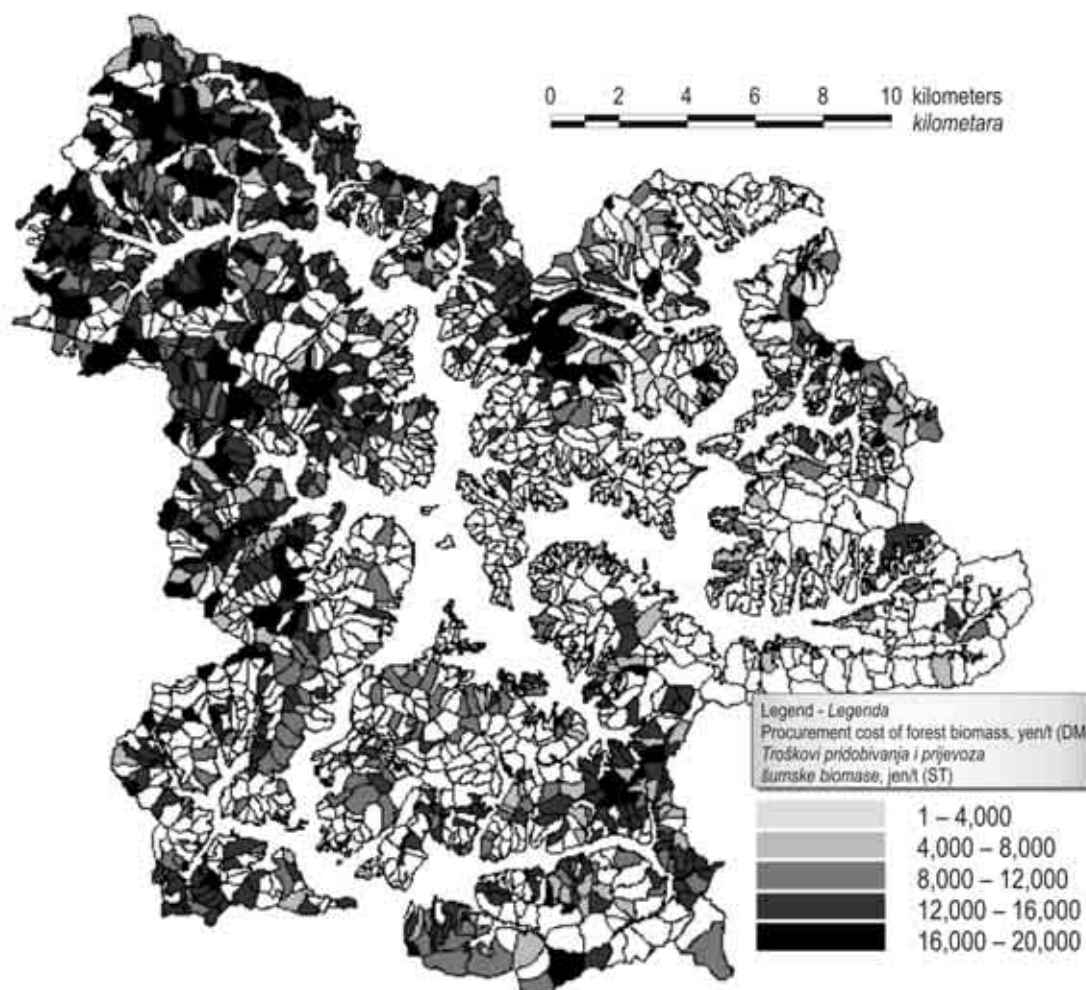 0 2 4 6 8 10 kilometers
kilometara
Legend - Legenda
Procurement cost of forest biomass, yen/t (DM
Troškovi pridobivanja i prijevoza
šumske biomase, jen/t (ST)
1 – 4,000
4,000 – 8,000
8,000 – 12,000
12,000 – 16,000
16,000 – 20,000